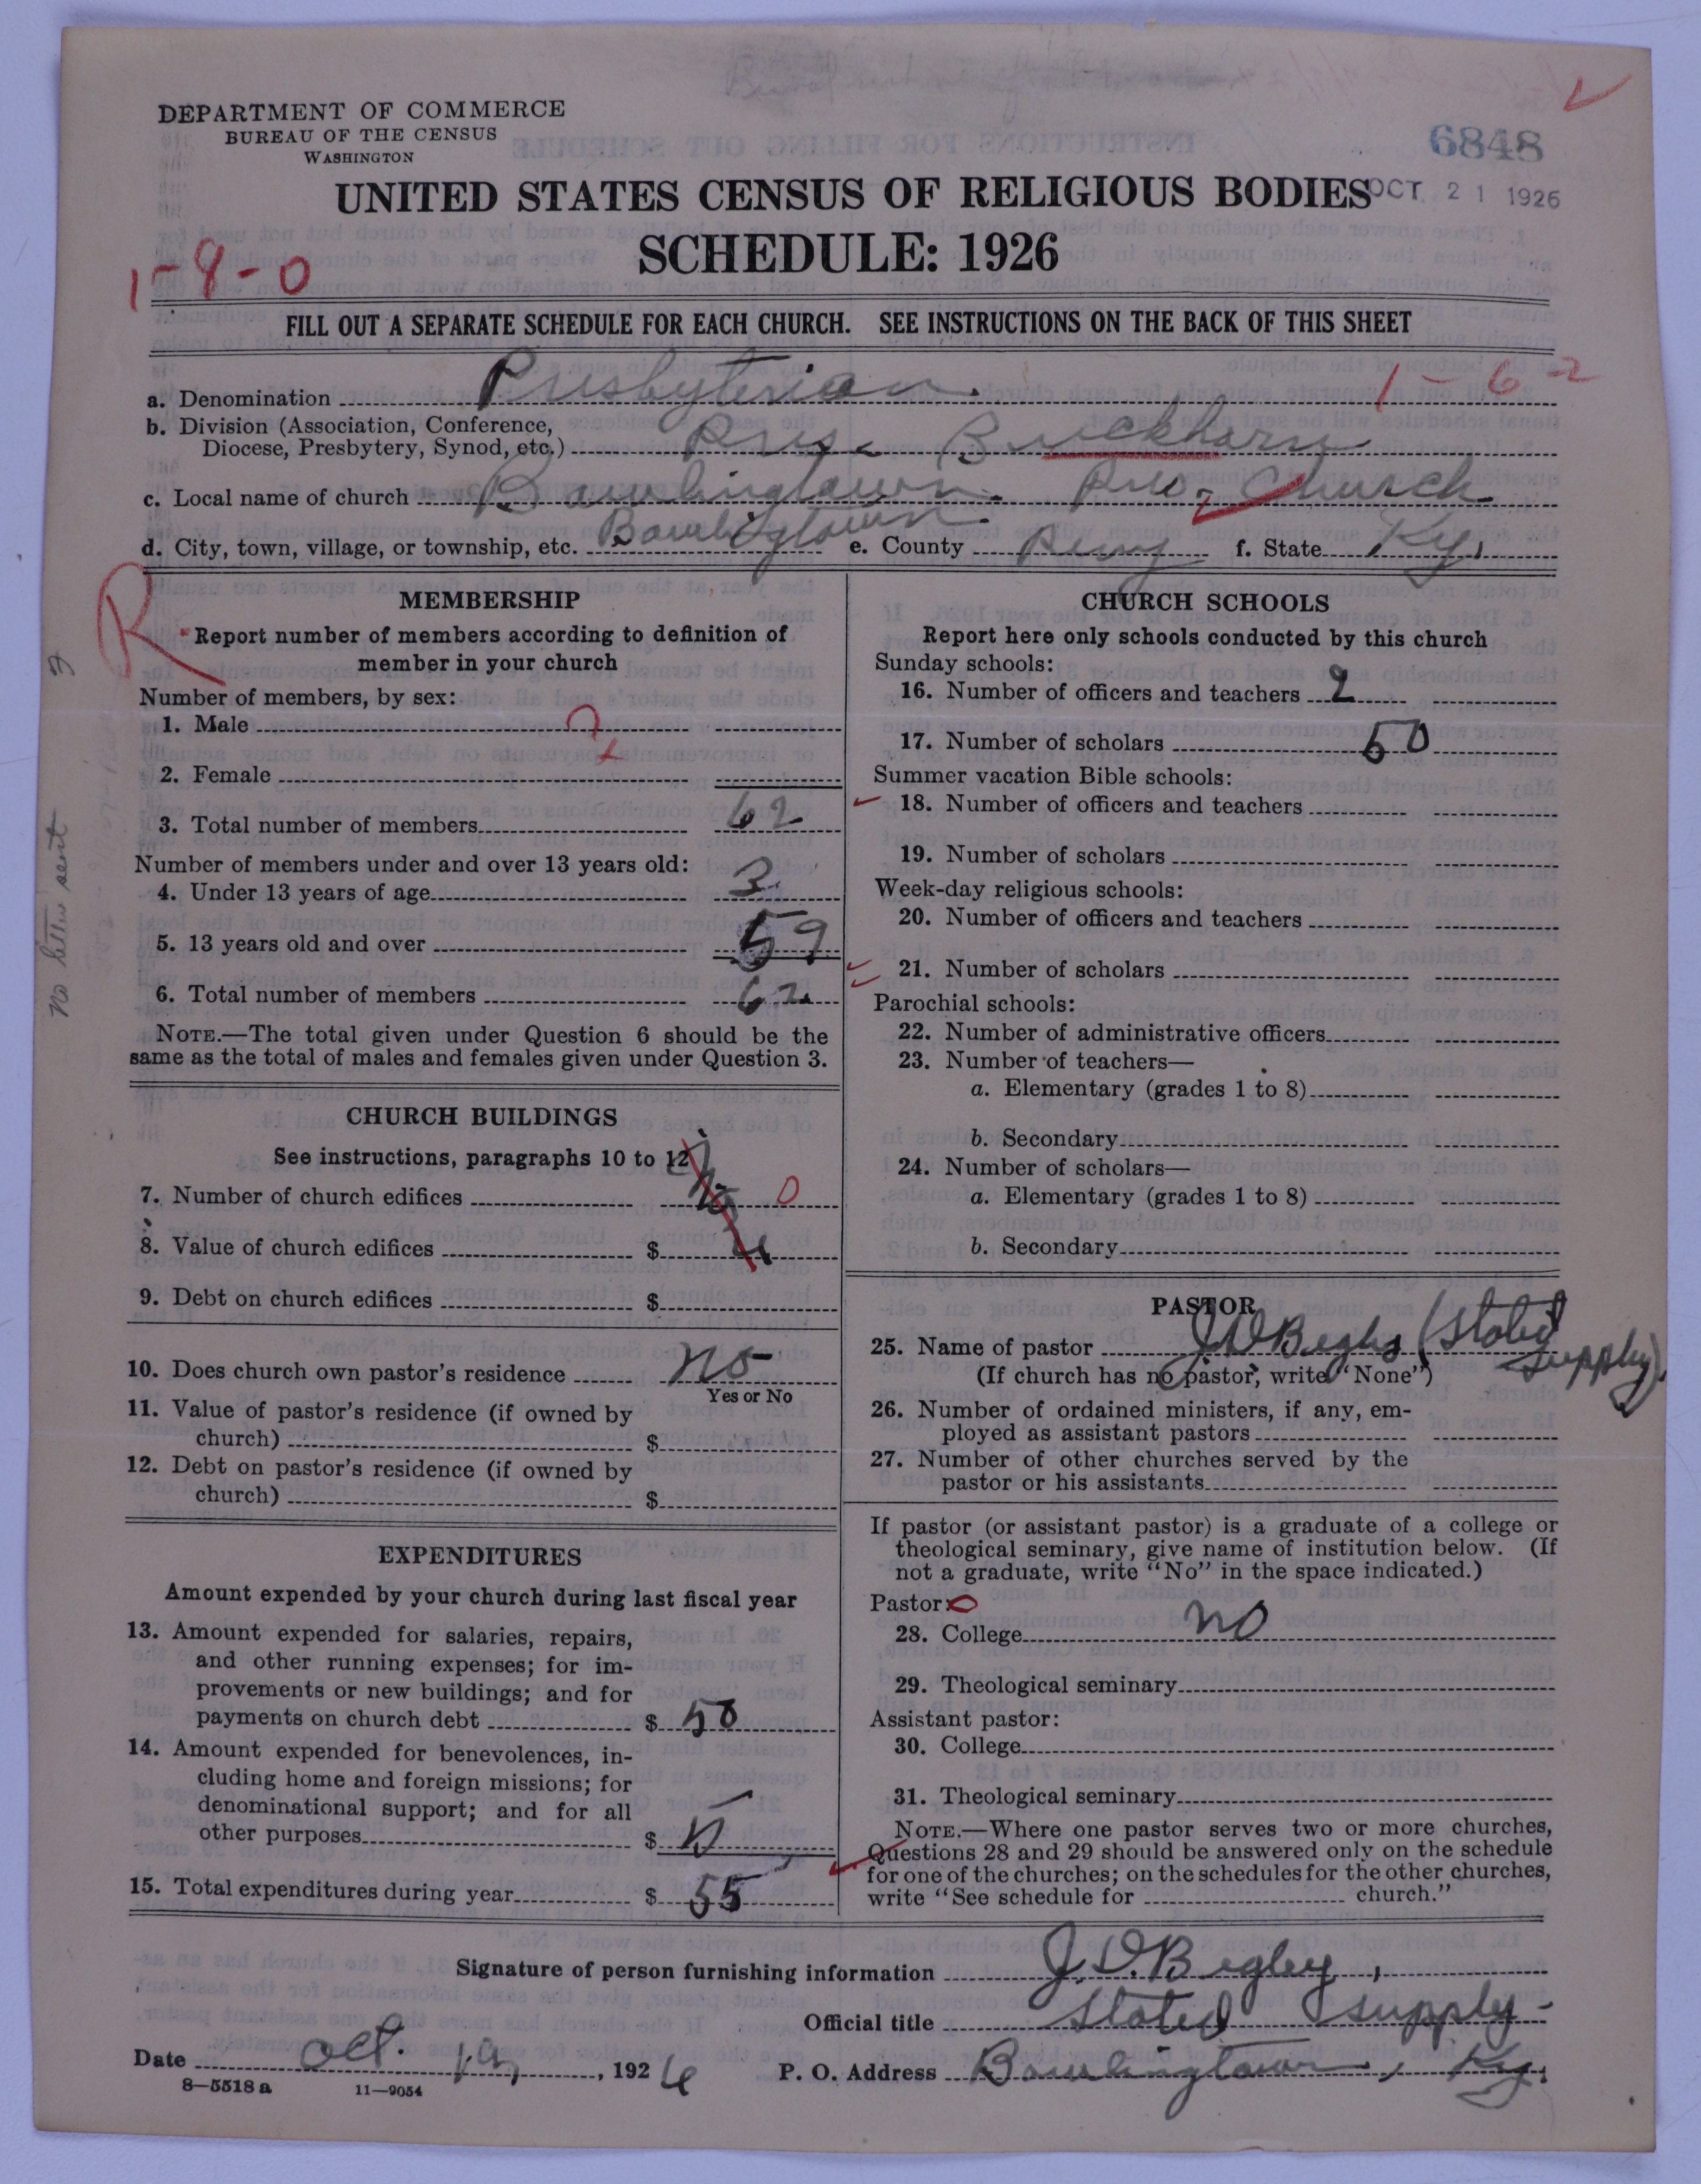 DEPARTMENT OF COMMERCE
BUREAU OF THE CENSUS
WASHINGTON
6848
UNITED STATES CENSUS OF RELIGIOUS BODIES
OCT. 21 1926
SCHEDULE: 1926
1-9-0
FILL OUT A SEPARATE SCHEDULE FOR EACH CHURCH. SEE INSTRUCTIONS ON THE BACK OF THIS SHEET
a. Denomination Presbyterian. 1-6-2
b. Division (Association, Conference,
Diocese, Presbytery, Synod, etc.) Pres. Buckhorn
c. Local name of church Bowlingtown. Church
d. City, town, village, or township, etc. Bowlingtown. e. County Perry f. State Ky.
R
No letter sent
MEMBERSHIP
Report number of members according to definition of
member in your church
Number of members, by sex:
1. Male
2. Female
3. Total number of members 62
Number of members under and over 13 years old:
4. Under 13 years of age 3
5. 13 years old and over 59
6. Total number of members 62
NOTE.—The total given under Question 6 should be the
same as the total of males and females given under Question 3.
CHURCH BUILDINGS
See instructions, paragraphs 10 to 12
7. Number of church edifices 0
8. Value of church edifices $
9. Debt on church edifices $
10. Does church own pastor's residence no
Yes or No
11. Value of pastor's residence (if owned by
church) $
12. Debt on pastor's residence (if owned by
church) $
EXPENDITURES
Amount expended by your church during last fiscal year
13. Amount expended for salaries, repairs,
and other running expenses; for im-
provements or new buildings; and for
payments on church debt $ 50
14. Amount expended for benevolences, in-
cluding home and foreign missions; for
denominational support; and for all
other purposes $
15. Total expenditures during year $ 55
CHURCH SCHOOLS
Report here only schools conducted by this church
Sunday schools:
16. Number of officers and teachers 2
17. Number of scholars 50
Summer vacation Bible schools:
18. Number of officers and teachers
19. Number of scholars
Week-day religious schools:
20. Number of officers and teachers
21. Number of scholars
Parochial schools:
22. Number of administrative officers
23. Number of teachers—
a. Elementary (grades 1 to 8)
b. Secondary
24. Number of scholars—
a. Elementary (grades 1 to 8)
b. Secondary
PASTOR
25. Name of pastor J D Begley (Stated
supply)
(If church has no pastor, write "None")
26. Number of ordained ministers, if any, em-
ployed as assistant pastors
27. Number of other churches served by the
pastor or his assistants
If pastor (or assistant pastor) is a graduate of a college or
theological seminary, give name of institution below. (If
not a graduate, write "No" in the space indicated.)
Pastor:
28. College no
29. Theological seminary
Assistant pastor:
30. College
31. Theological seminary
NOTE.—Where one pastor serves two or more churches,
Questions 28 and 29 should be answered only on the schedule
for one of the churches; on the schedules for the other churches,
write "See schedule for church."
Signature of person furnishing information J. D. Begley,
Official title Stated supply-
Date Oct. 19, 1926 P. O. Address Bowlingtown, Ky.
8—5518 a 11—9054